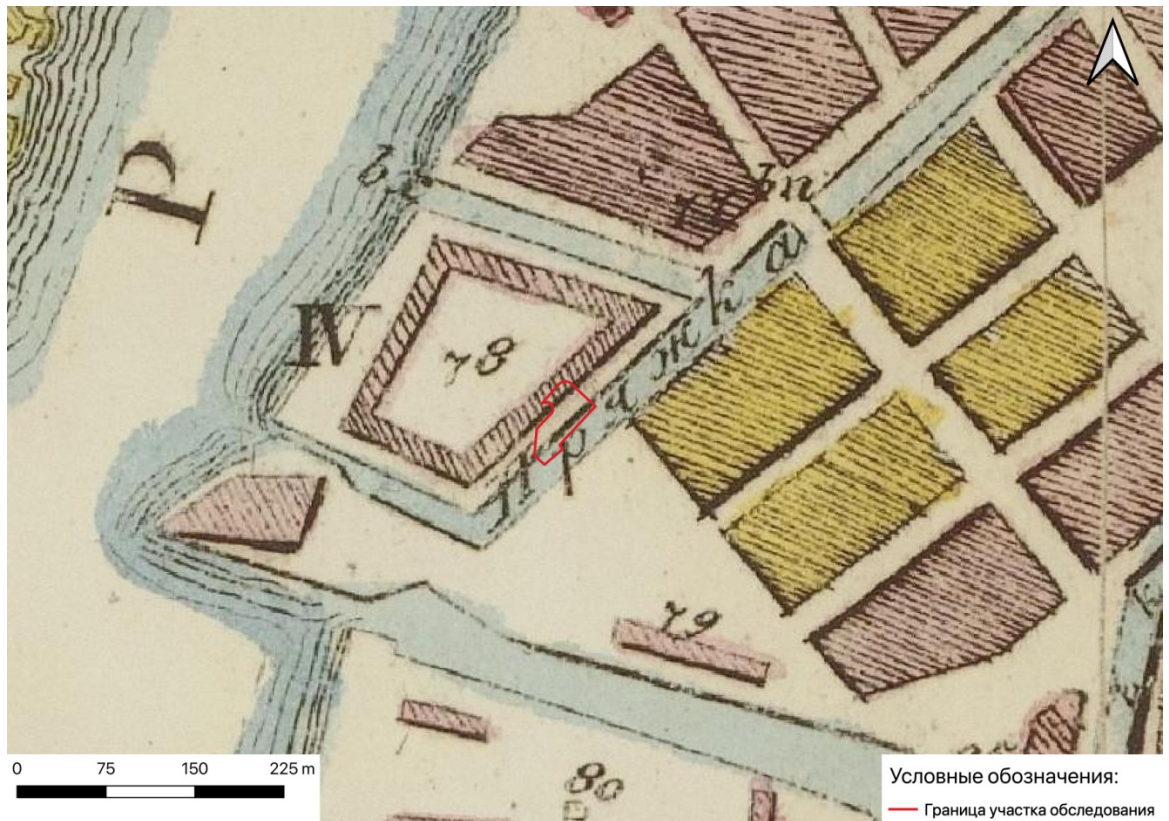 P
IV
78
Пряжка
79
80
0 75 150 225 m
Условные обозначения:
Граница участка обследования